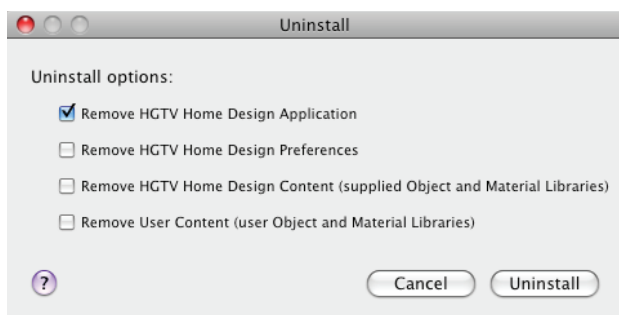 Uninstall
Uninstall options:
Remove HGTV Home Design Application
Remove HGTV Home Design Preferences
Remove HGTV Home Design Content (supplied Object and Material Libraries)
Remove User Content (user Object and Material Libraries)
?
Cancel
Uninstall